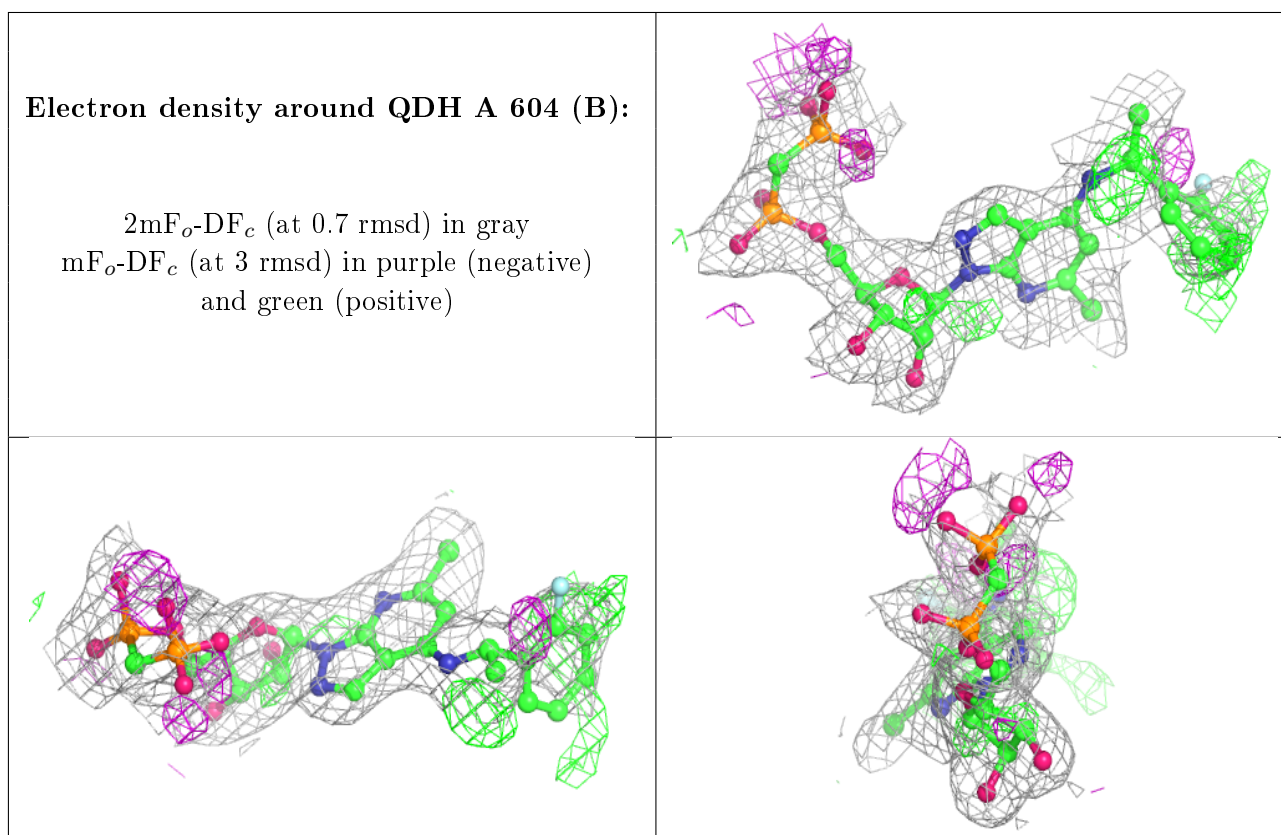 Electron density around QDH A 604 (B):
2mFo-DFc (at 0.7 rmsd) in gray
mFo-DFc (at 3 rmsd) in purple (negative)
and green (positive)